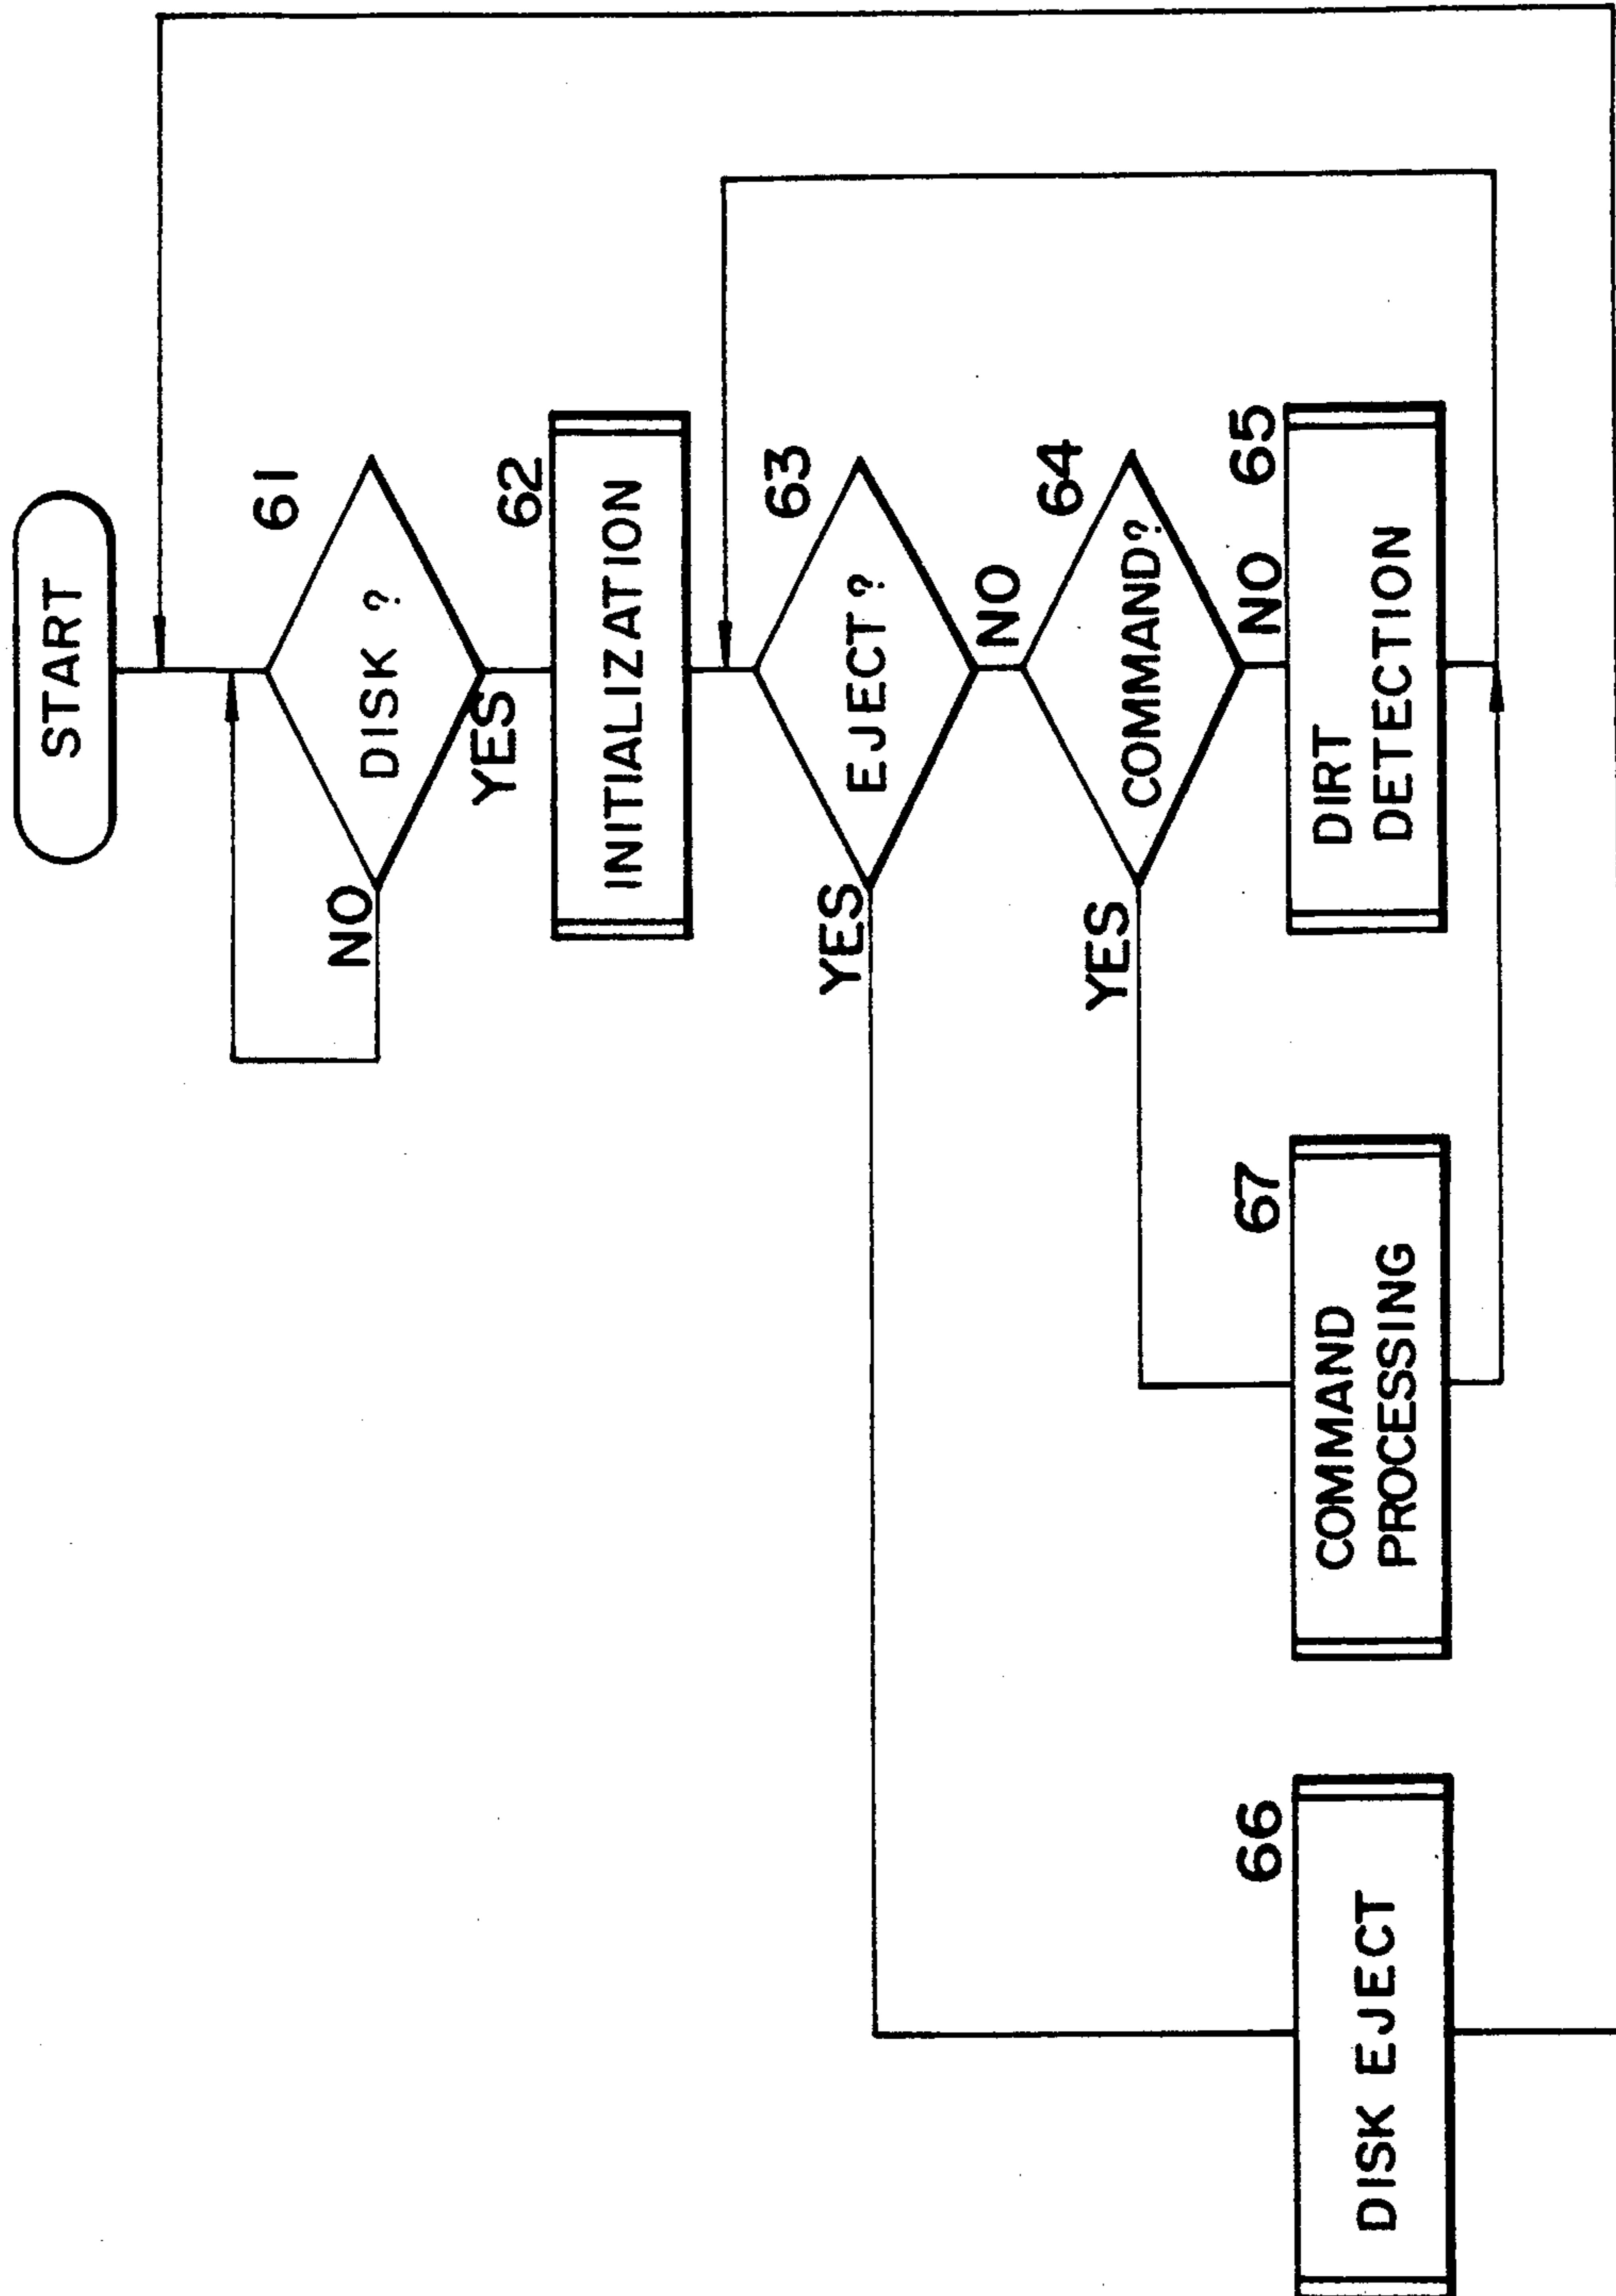 START
61
DISK ?
NO
YES
62
INITIALIZATION
63
EJECT?
YES
NO
64
COMMAND?
YES
NO
65
DIRT
DETECTION
67
COMMAND
PROCESSING
66
DISK EJECT